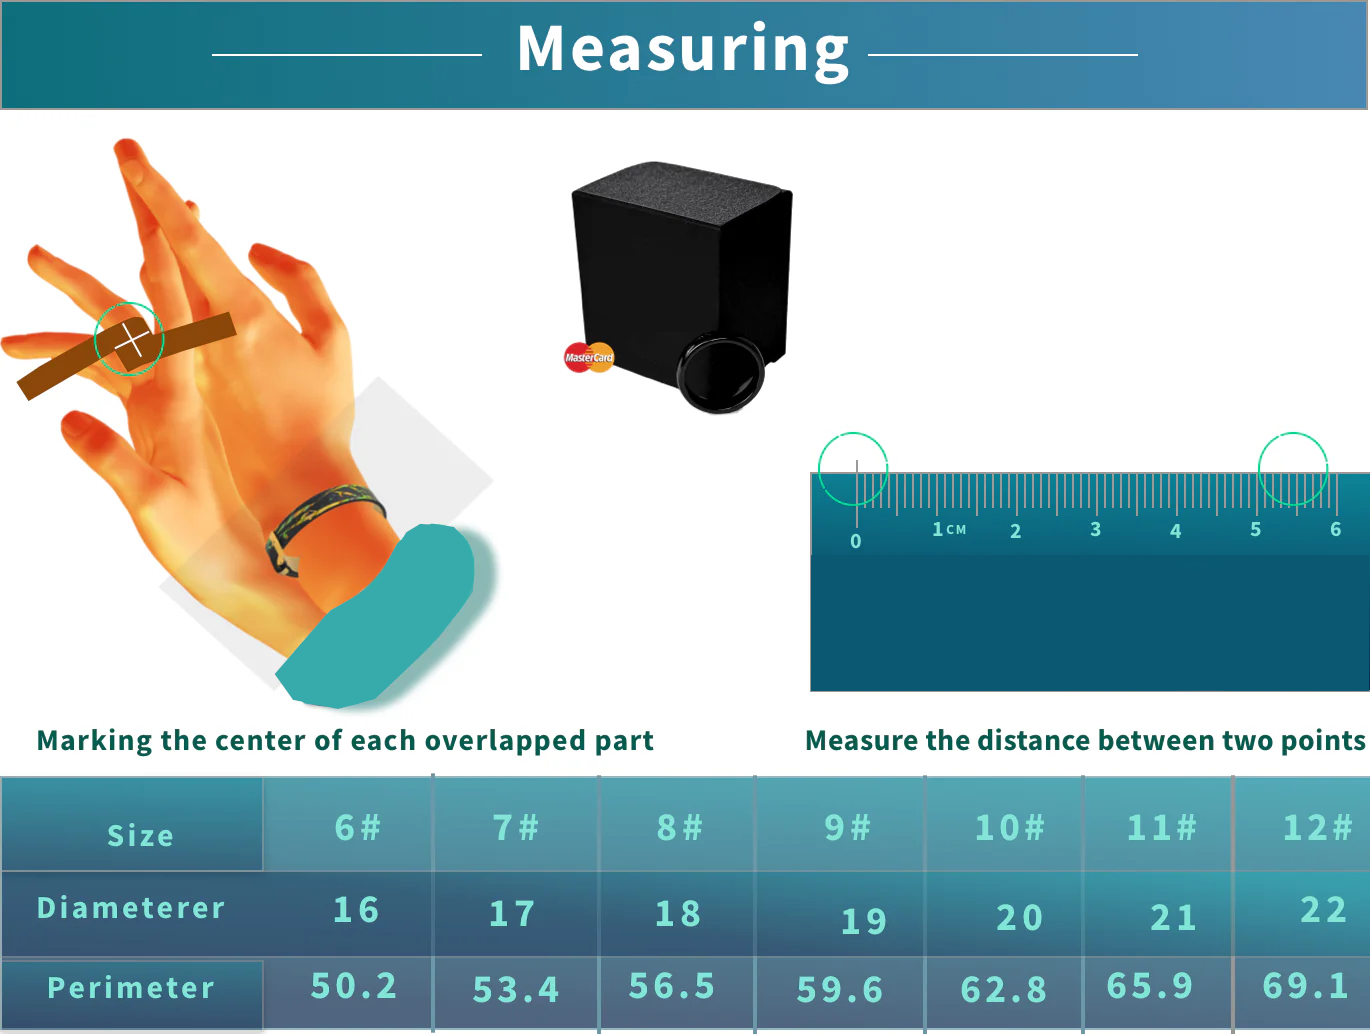 Measuring
MasterCard
0 1CM 2 3 4 5 6
Marking the center of each overlapped part
Measure the distance between two points
Size 6# 7# 8# 9# 10# 11# 12#
Diameterer 16 17 18 19 20 21 22
Perimeter 50.2 53.4 56.5 59.6 62.8 65.9 69.1